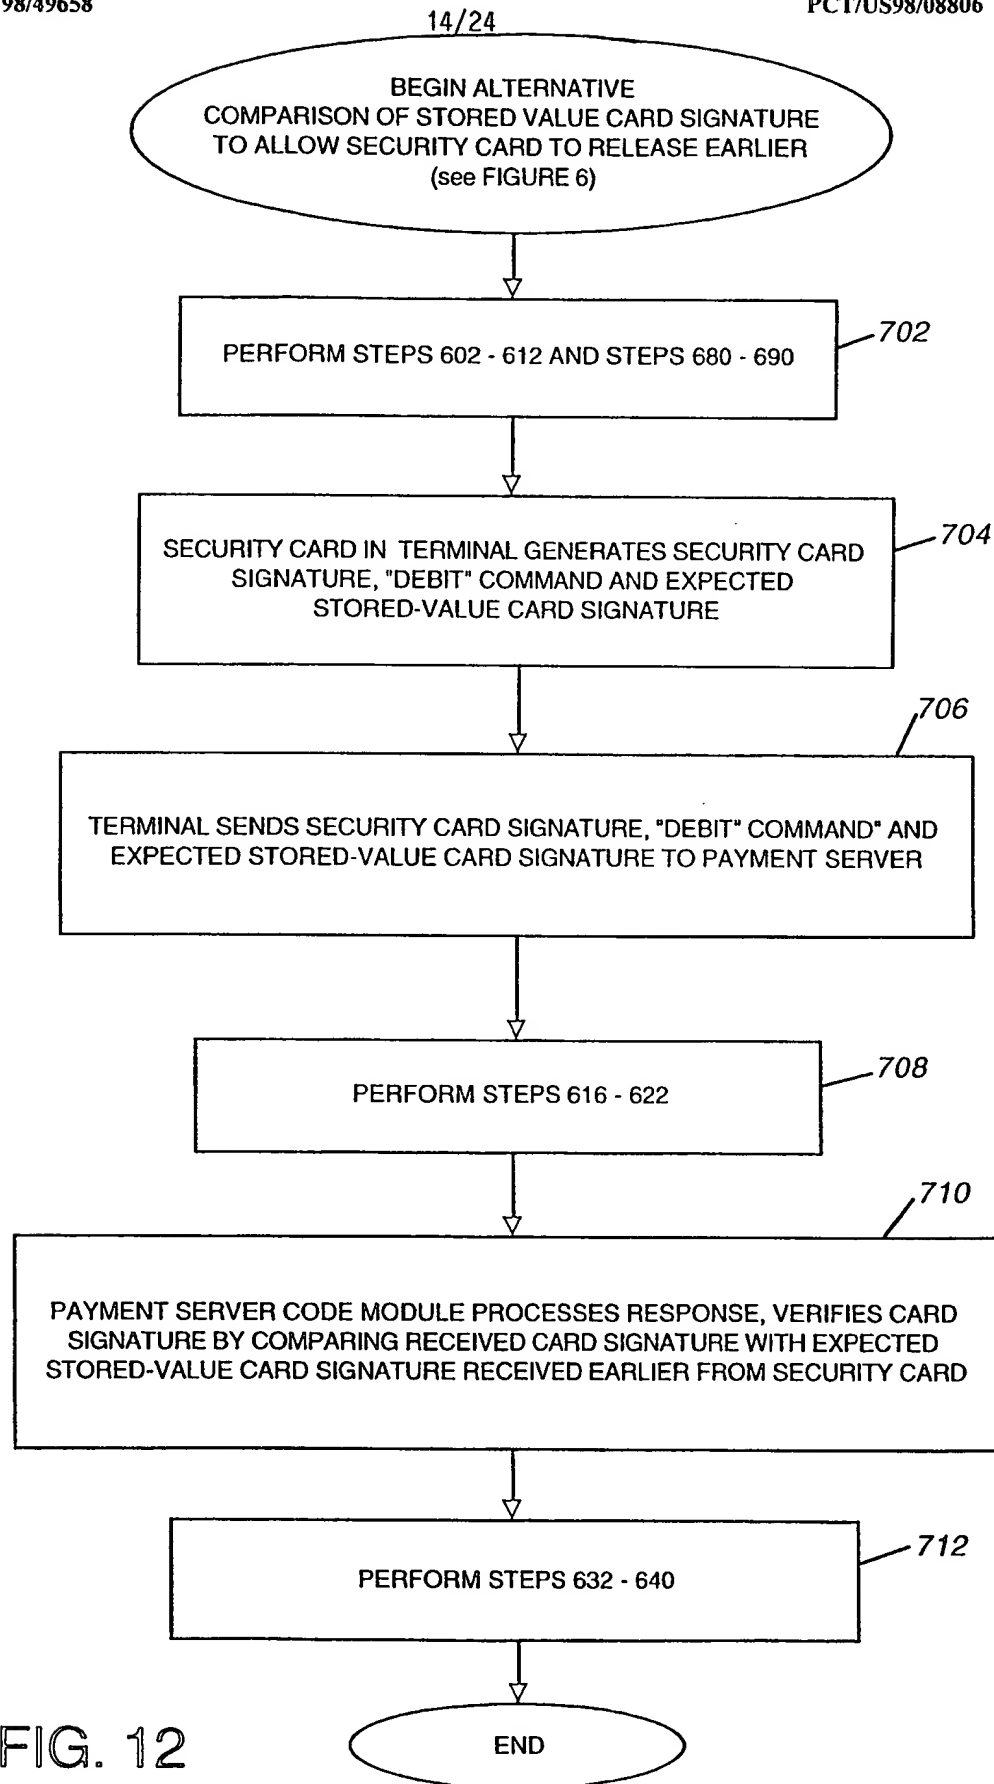 98/49658
PCT/US98/08806
14/24
BEGIN ALTERNATIVE
COMPARISON OF STORED VALUE CARD SIGNATURE
TO ALLOW SECURITY CARD TO RELEASE EARLIER
(see FIGURE 6)
702
PERFORM STEPS 602 - 612 AND STEPS 680 - 690
704
SECURITY CARD IN TERMINAL GENERATES SECURITY CARD
SIGNATURE, "DEBIT" COMMAND AND EXPECTED
STORED-VALUE CARD SIGNATURE
706
TERMINAL SENDS SECURITY CARD SIGNATURE, "DEBIT" COMMAND" AND
EXPECTED STORED-VALUE CARD SIGNATURE TO PAYMENT SERVER
708
PERFORM STEPS 616 - 622
710
PAYMENT SERVER CODE MODULE PROCESSES RESPONSE, VERIFIES CARD
SIGNATURE BY COMPARING RECEIVED CARD SIGNATURE WITH EXPECTED
STORED-VALUE CARD SIGNATURE RECEIVED EARLIER FROM SECURITY CARD
712
PERFORM STEPS 632 - 640
END
FIG. 12